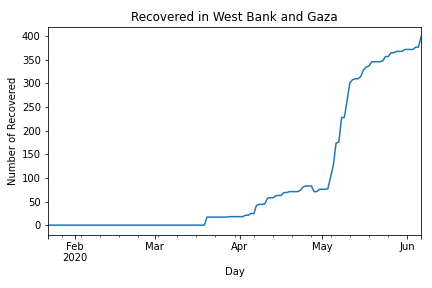 Recovered in West Bank and Gaza
Number of Recovered
400
350
300
250
200
150
100
50
0
Feb Mar Apr May Jun
2020
Day